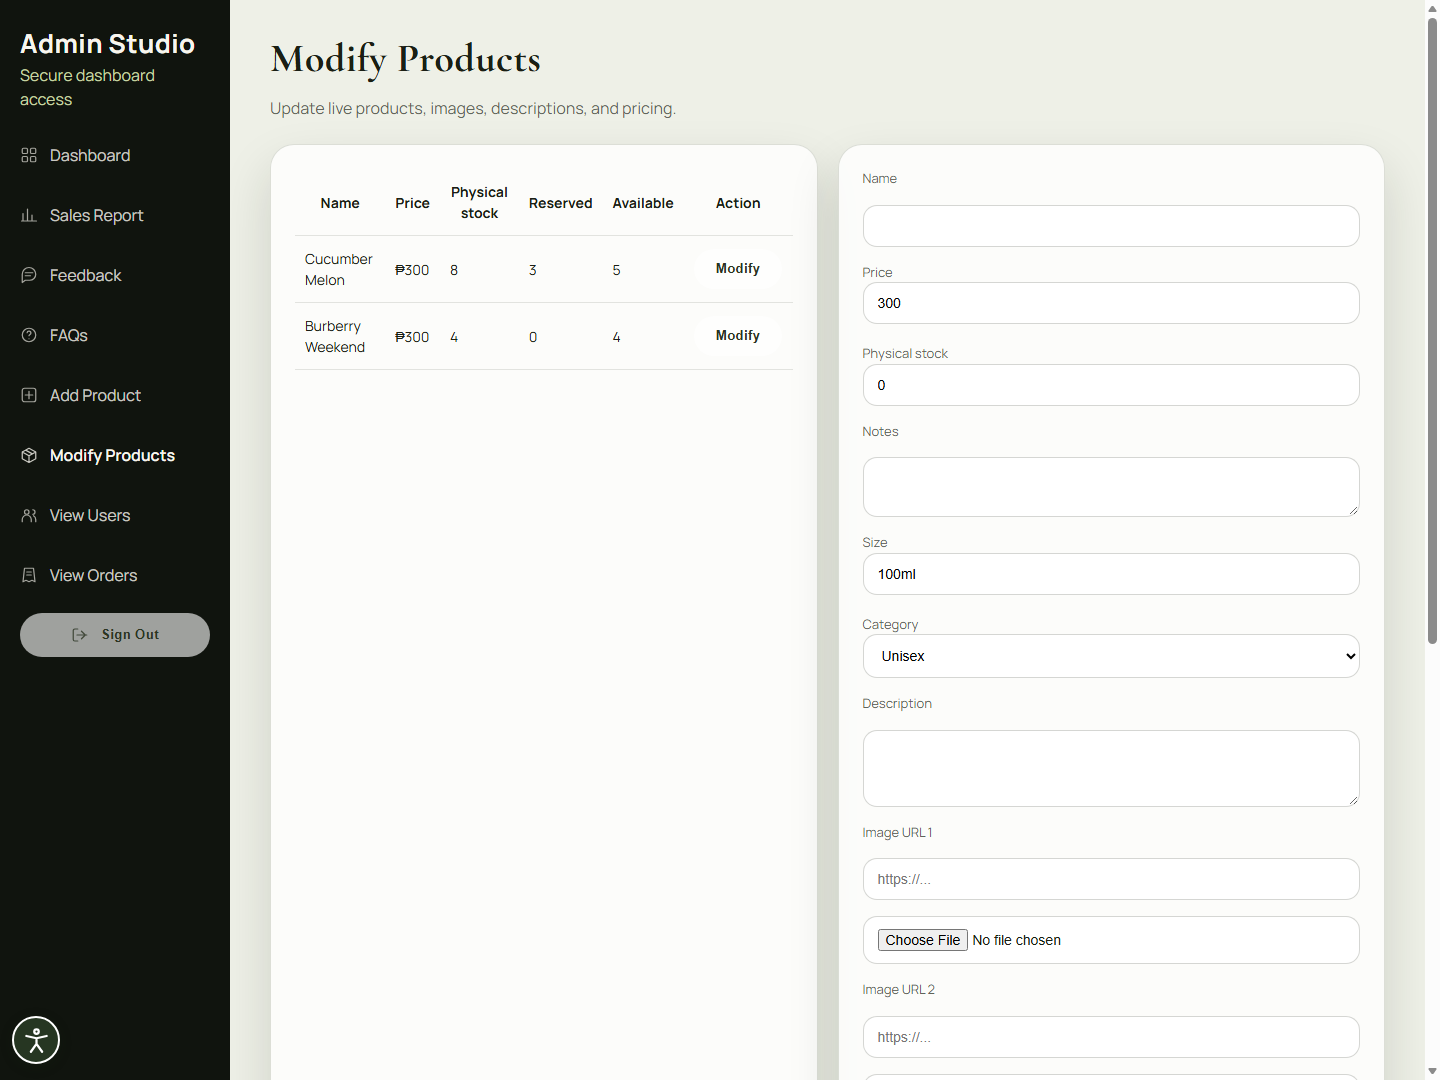 Admin Studio
Secure dashboard
access
Dashboard
Sales Report
Feedback
FAQs
Add Product
Modify Products
View Users
View Orders
Sign Out
Modify Products
Update live products, images, descriptions, and pricing.
Name Price Physical stock Reserved Available Action
Cucumber Melon ₱300 8 3 5 Modify
Burberry Weekend ₱300 4 0 4 Modify
Name
Price
300
Physical stock
0
Notes
Size
100ml
Category
Unisex
Description
Image URL 1
https://...
Choose File No file chosen
Image URL 2
https://...